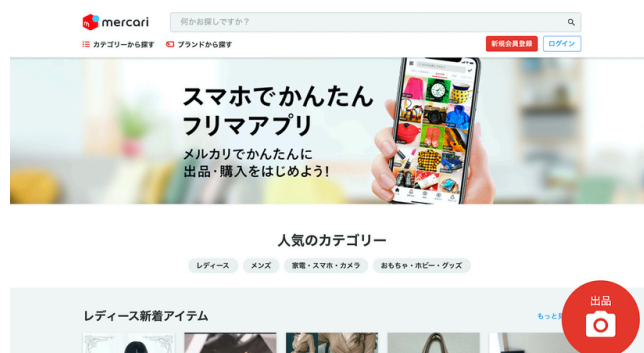 mercari
何かお探しですか？
カテゴリーから探す
ブランドから探す
新規会員登録
ログイン
スマホでかんたん
フリマアプリ
メルカリでかんたんに
出品・購入をはじめよう!
人気のカテゴリー
レディース
メンズ
家電・スマホ・カメラ
おもちゃ・ホビー・グッズ
レディース新着アイテム
もっと見
出品